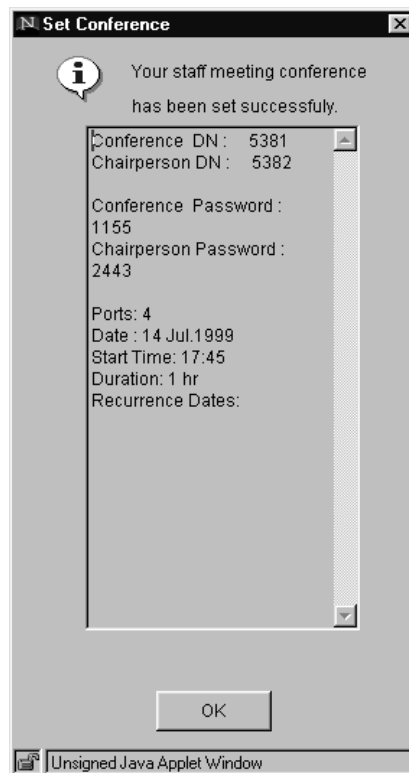 N Set Conference
Your staff meeting conference
has been set successfuly.
Conference DN : 5381
Chairperson DN : 5382
Conference Password :
1155
Chairperson Password :
2443
Ports: 4
Date : 14 Jul.1999
Start Time: 17:45
Duration: 1 hr
Recurrence Dates:
OK
Unsigned Java Applet Window